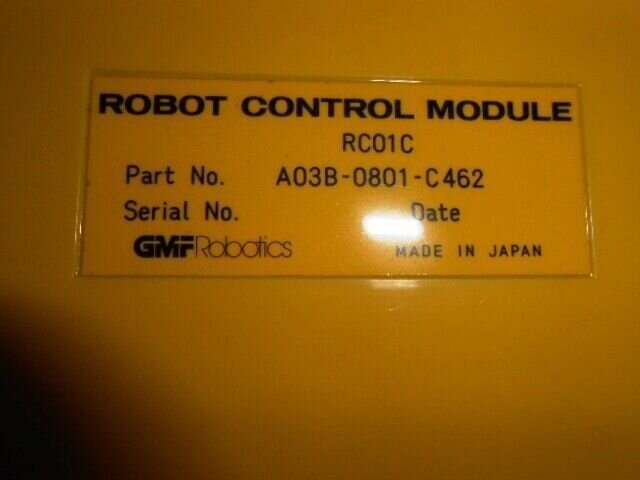 ROBOT CONTROL MODULE
RC01C
Part No. A03B-0801-C462
Serial No. Date
GMFRobotics MADE IN JAPAN